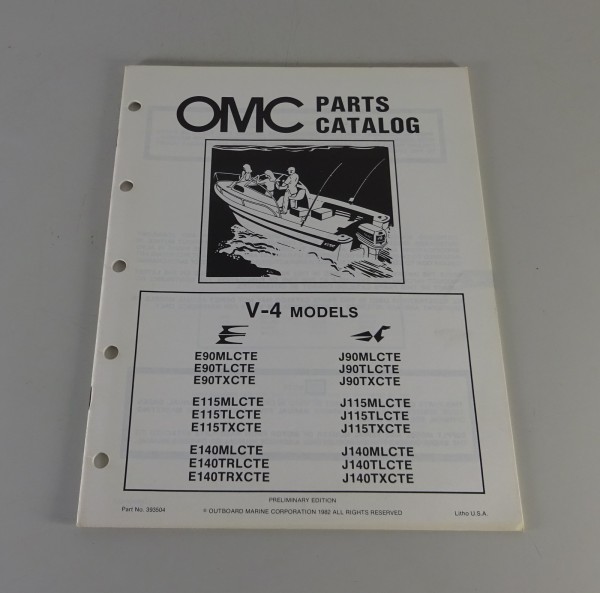 OMC PARTS
CATALOG
V-4 MODELS
E90MLCTE J90MLCTE
E90TLCTE J90TLCTE
E90TXCTE J90TXCTE
E115MLCTE J115MLCTE
E115TLCTE J115TLCTE
E115TXCTE J115TXCTE
E140MLCTE J140MLCTE
E140TRLCTE J140TLCTE
E140TRXCTE J140TXCTE
PRELIMINARY EDITION
Part No. 393504 © OUTBOARD MARINE CORPORATION 1982 ALL RIGHTS RESERVED Litho U.S.A.